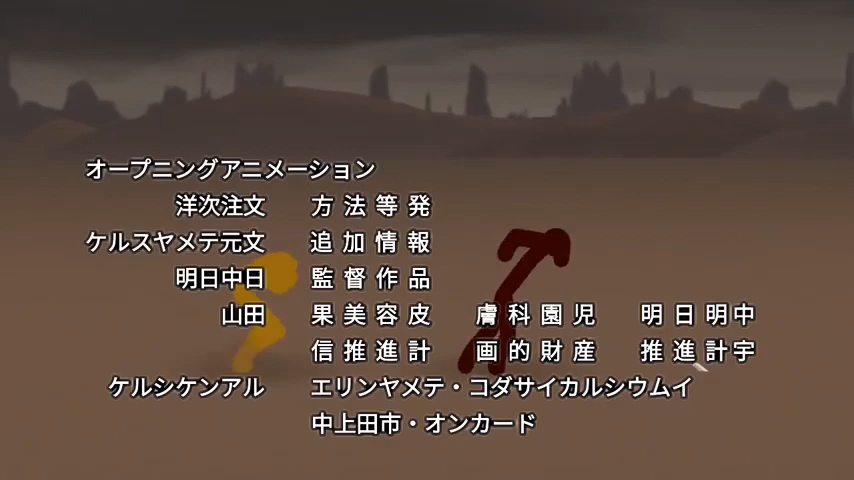 オープニングアニメーション
洋次注文 方法等発
ケルスヤメテ元文 追加情報
明日中日 監督作品
山田 果美容皮 膚科園児 明日明中
信推進計 画的財産 推進計宇
ケルシケンアル エリンヤメテ・コダサイカルシウムイ
中上田市・オンカード